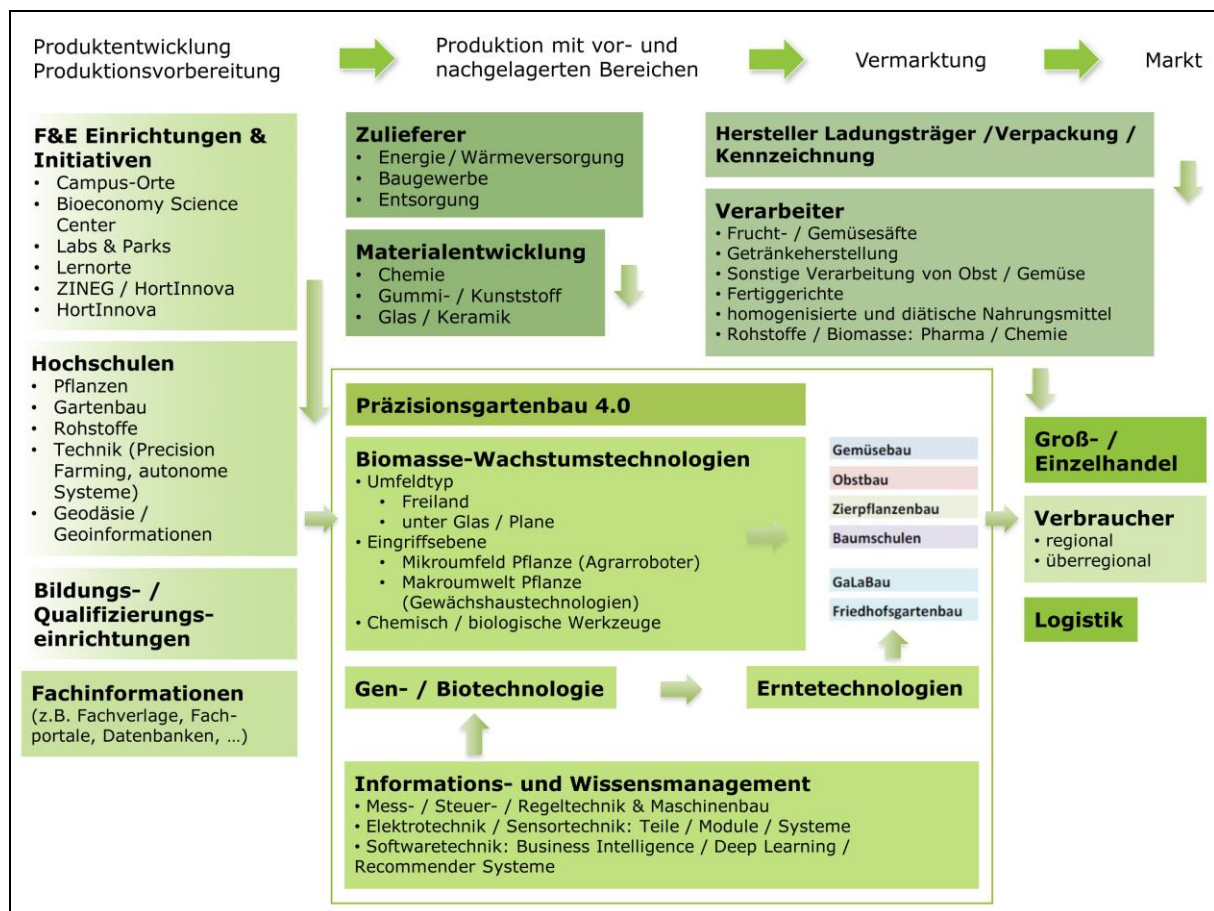 Produktentwicklung
Produktionsvorbereitung
Produktion mit vor- und
nachgelagerten Bereichen
Vermarktung
Markt
F&E Einrichtungen &
Initiativen
• Campus-Orte
• Bioeconomy Science
Center
• Labs & Parks
• Lernorte
• ZINEG / HortInnova
• HortInnova
Hochschulen
• Pflanzen
• Gartenbau
• Rohstoffe
• Technik (Precision
Farming, autonome
Systeme)
• Geodäsie /
Geoinformationen
Bildungs- /
Qualifizierungs-
einrichtungen
Fachinformationen
(z.B. Fachverlage, Fach-
portale, Datenbanken, …)
Zulieferer
• Energie / Wärmeversorgung
• Baugewerbe
• Entsorgung
Materialentwicklung
• Chemie
• Gummi- / Kunststoff
• Glas / Keramik
Präzisionsgartenbau 4.0
Biomasse-Wachstumstechnologien
• Umfeldtyp
• Freiland
• unter Glas / Plane
• Eingriffsebene
• Mikroumfeld Pflanze (Agrarroboter)
• Makroumwelt Pflanze
(Gewächshaustechnologien)
• Chemisch / biologische Werkzeuge
Gemüsebau
Obstbau
Zierpflanzenbau
Baumschulen
GaLaBau
Friedhofsgartenbau
Gen- / Biotechnologie
Erntetechnologien
Informations- und Wissensmanagement
• Mess- / Steuer- / Regeltechnik & Maschinenbau
• Elektrotechnik / Sensortechnik: Teile / Module / Systeme
• Softwaretechnik: Business Intelligence / Deep Learning /
Recommender Systeme
Hersteller Ladungsträger /Verpackung /
Kennzeichnung
Verarbeiter
• Frucht- / Gemüsesäfte
• Getränkeherstellung
• Sonstige Verarbeitung von Obst / Gemüse
• Fertiggerichte
• homogenisierte und diätische Nahrungsmittel
• Rohstoffe / Biomasse: Pharma / Chemie
Groß- /
Einzelhandel
Verbraucher
• regional
• überregional
Logistik